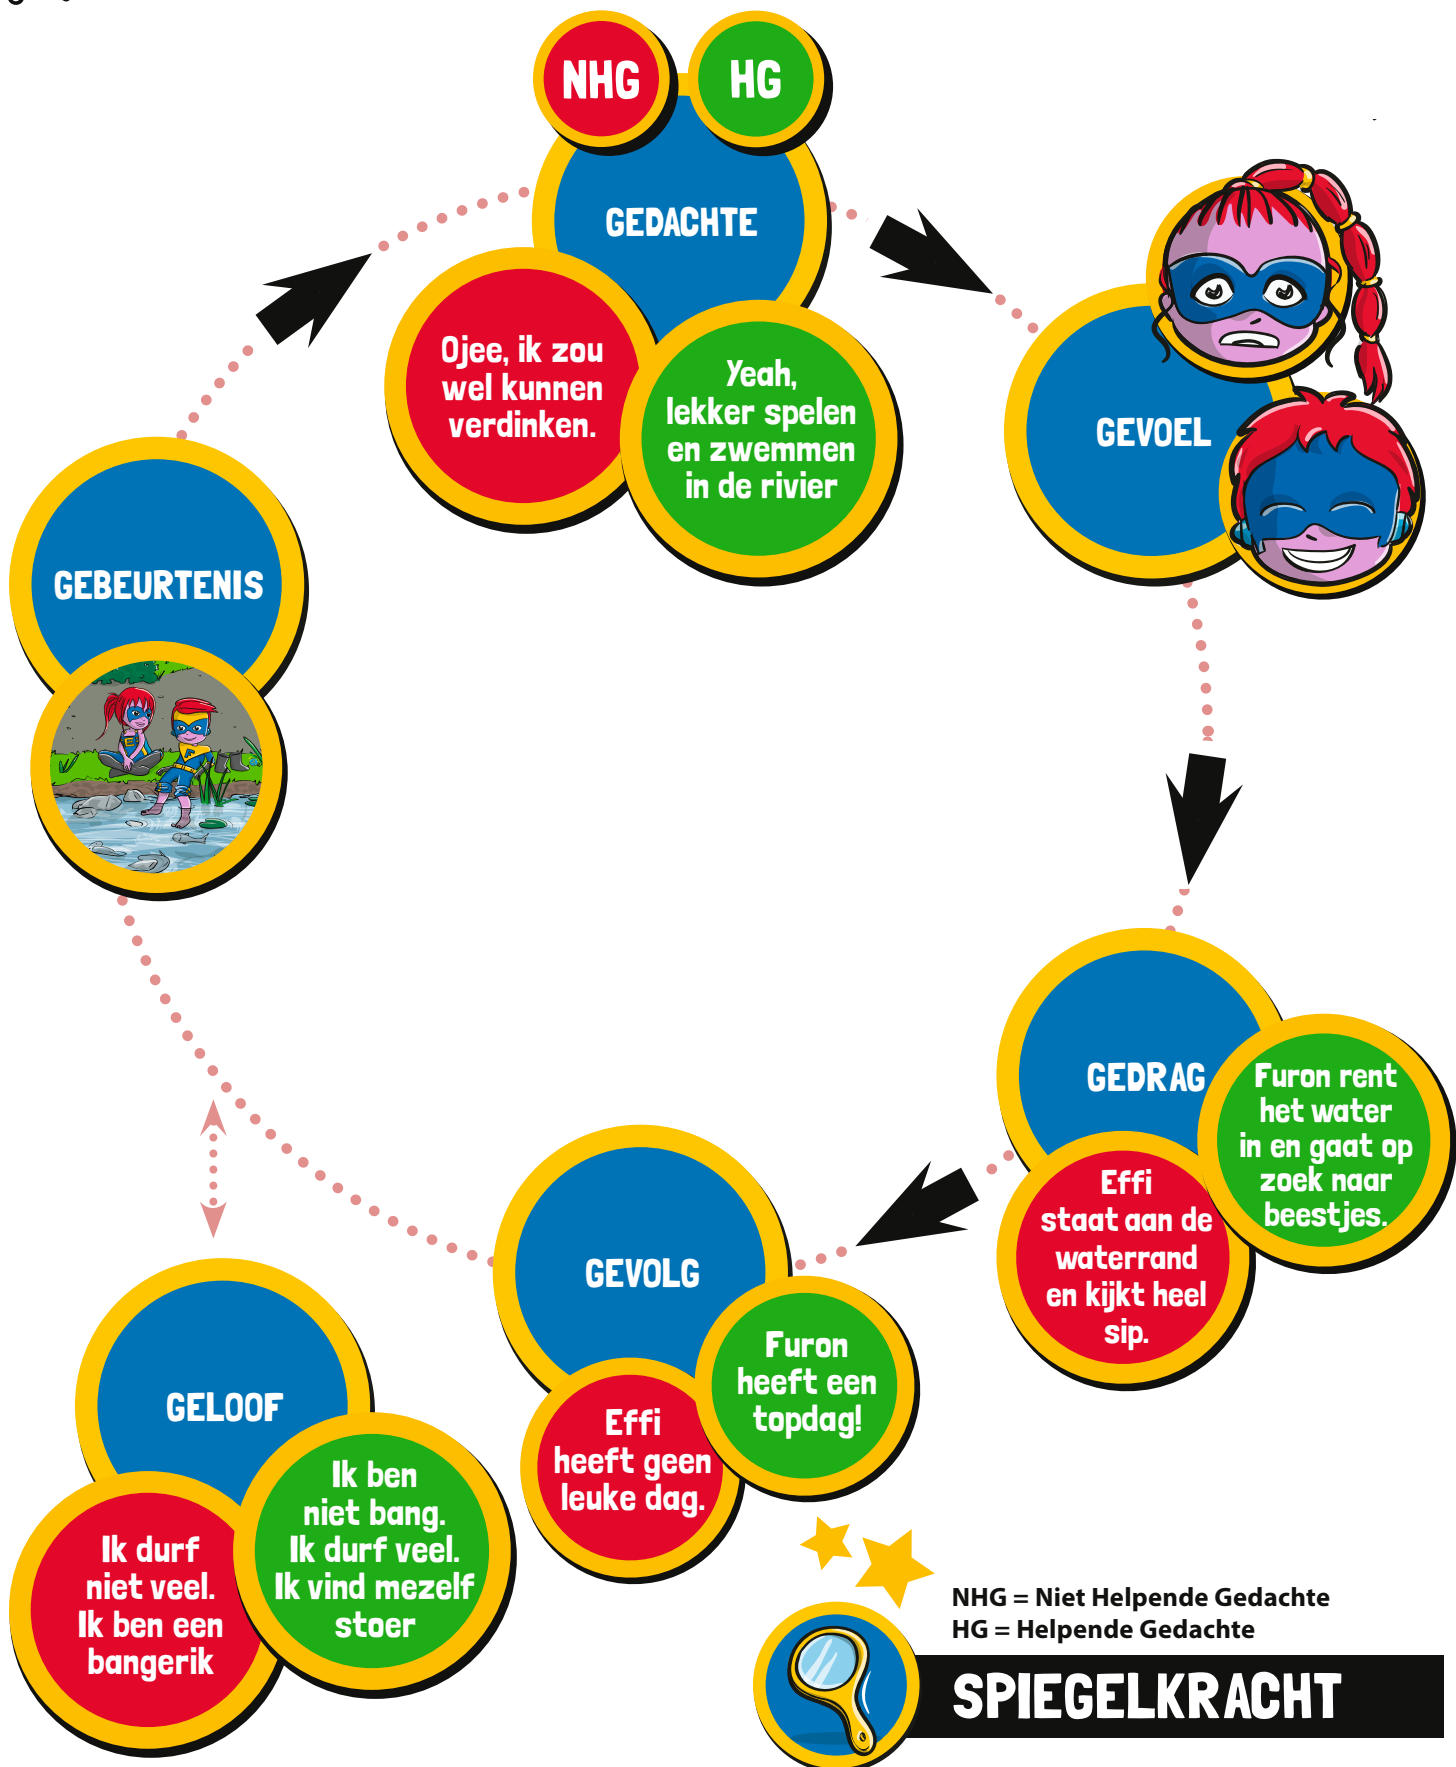 NHG
HG
GEDACHTE
Ojee, ik zou
wel kunnen
verdinken.
Yeah,
lekker spelen
en zwemmen
in de rivier
GEVOEL
GEBEURTENIS
E
F
GEDRAG
Furon rent
het water
in en gaat op
zoek naar
beestjes.
Effi
staat aan de
waterrand
en kijkt heel
sip.
GEVOLG
Furon
heeft een
topdag!
Effi
heeft geen
leuke dag.
GELOOF
Ik ben
niet bang.
Ik durf veel.
Ik vind mezelf
stoer
Ik durf
niet veel.
Ik ben een
bangerik
NHG = Niet Helpende Gedachte
HG = Helpende Gedachte
SPIEGELKRACHT